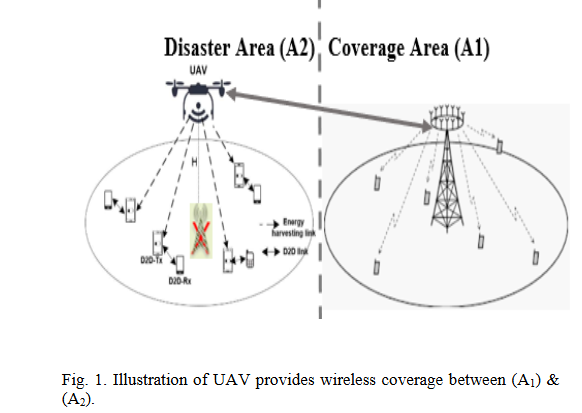 Disaster Area (A2) Coverage Area (A1)
UAV
H
Energy
harvesting link
D2D link
D2D-Tx
D2D-Rx
Fig. 1. Illustration of UAV provides wireless coverage between (A1) &
(A2).